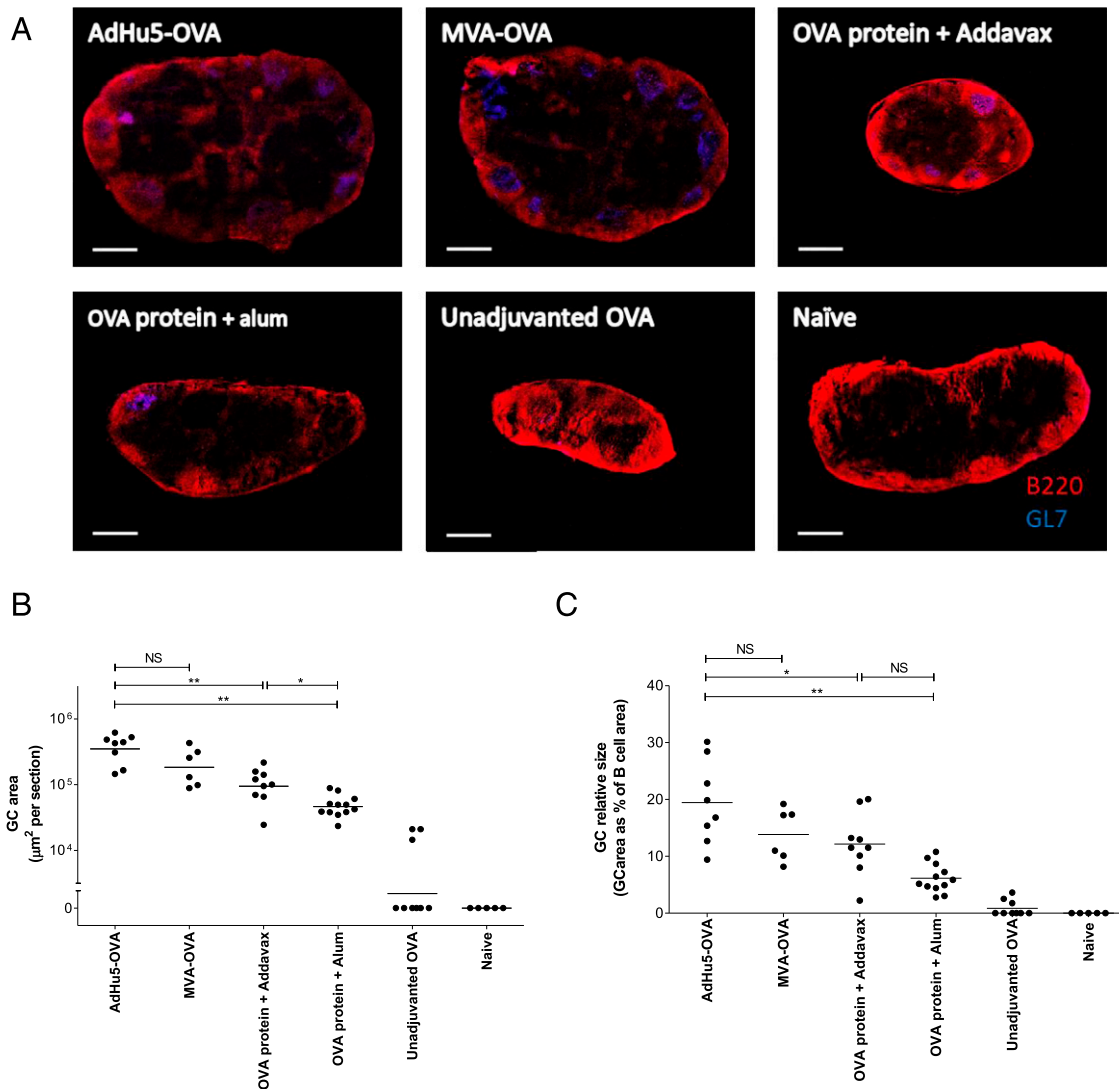 A
AdHu5-OVA
MVA-OVA
OVA protein + Addavax
OVA protein + alum
Unadjuvanted OVA
Naïve
B220
GL7
B
NS
**
*
**
10⁶
10⁵
10⁴
0
GC area
(µm² per section)
AdHu5-OVA
MVA-OVA
OVA protein + Addavax
OVA protein + Alum
Unadjuvanted OVA
Naive
C
NS
*
NS
**
40
30
20
10
0
GC relative size
(GCarea as % of B cell area)
AdHu5-OVA
MVA-OVA
OVA protein + Addavax
OVA protein + Alum
Unadjuvanted OVA
Naive